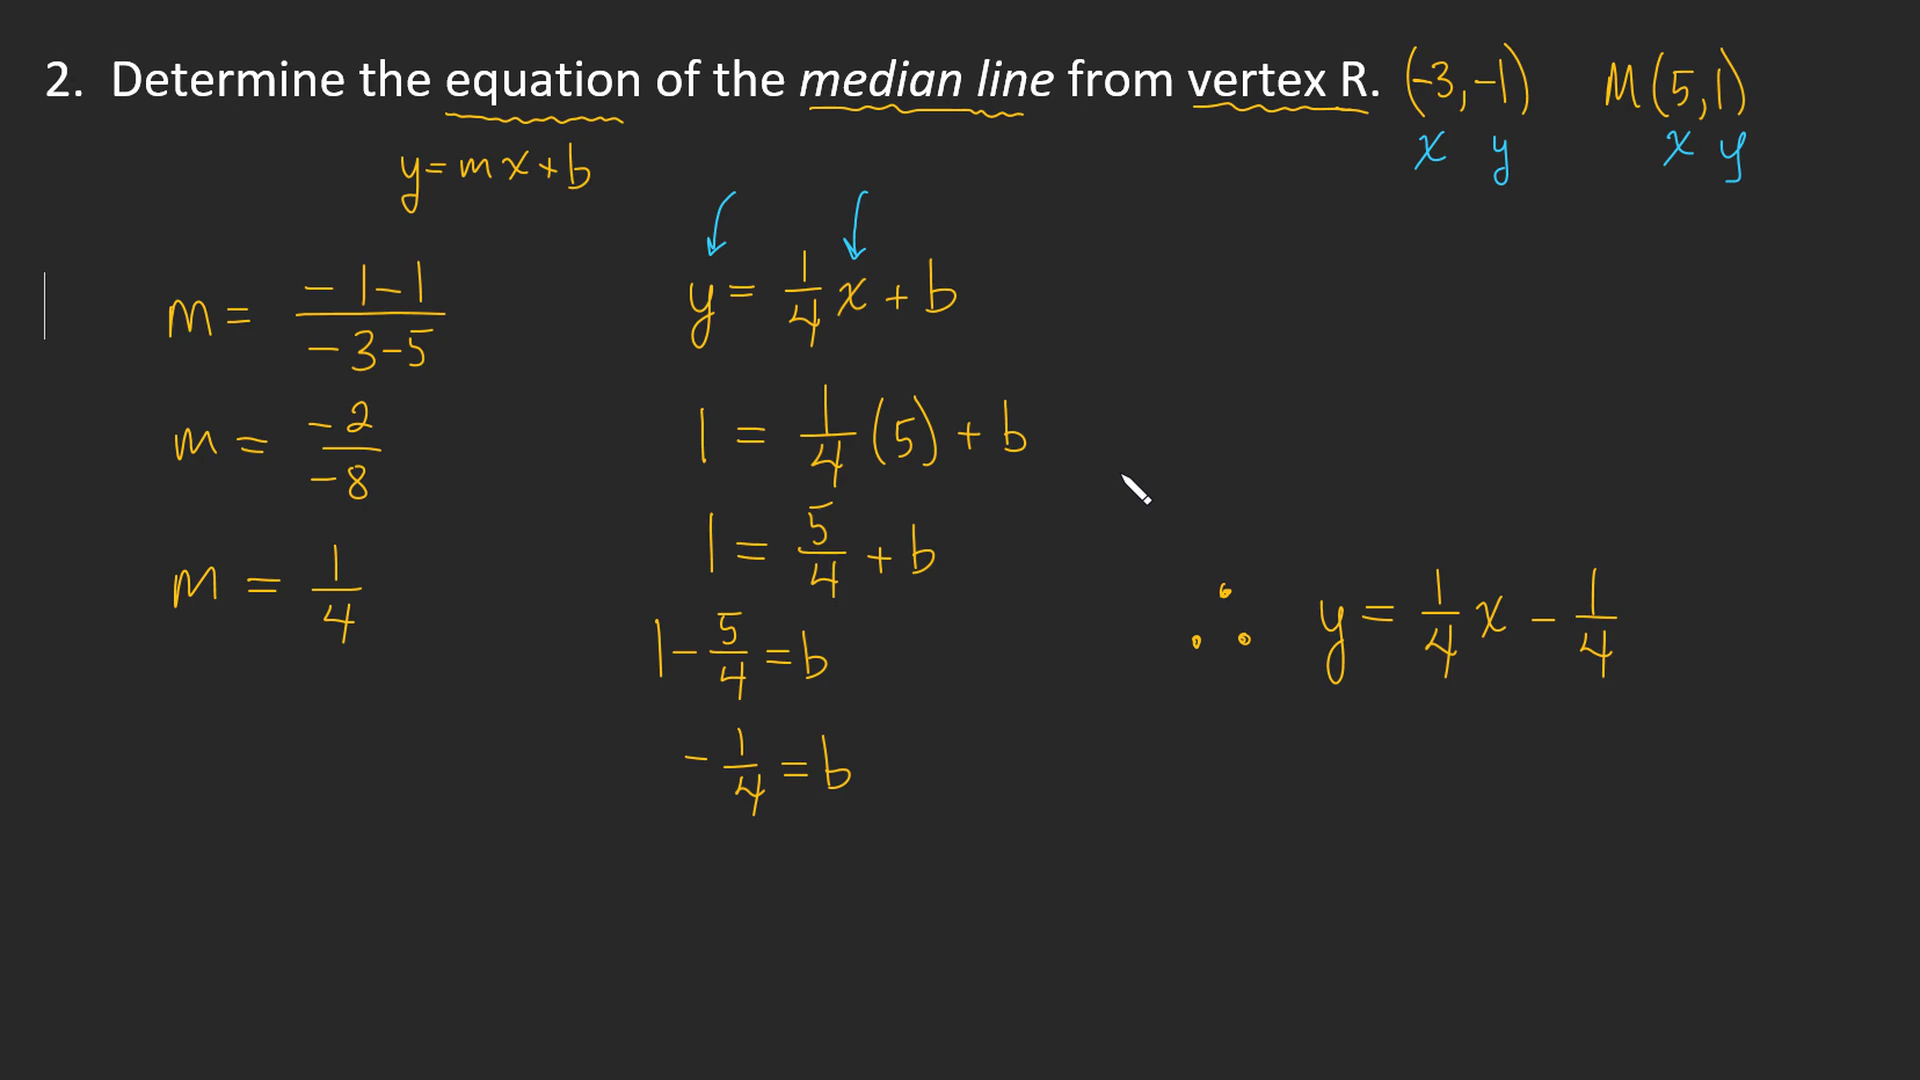 2. Determine the equation of the median line from vertex R. (-3,-1) M(5,1)
x y x y
y=mx+b
m= -1-1/-3-5
m= -2/-8
m = 1/4
y= 1/4 x + b
1 = 1/4 (5) + b
1 = 5/4 + b
1- 5/4 =b
- 1/4 = b
∴ y= 1/4 x - 1/4